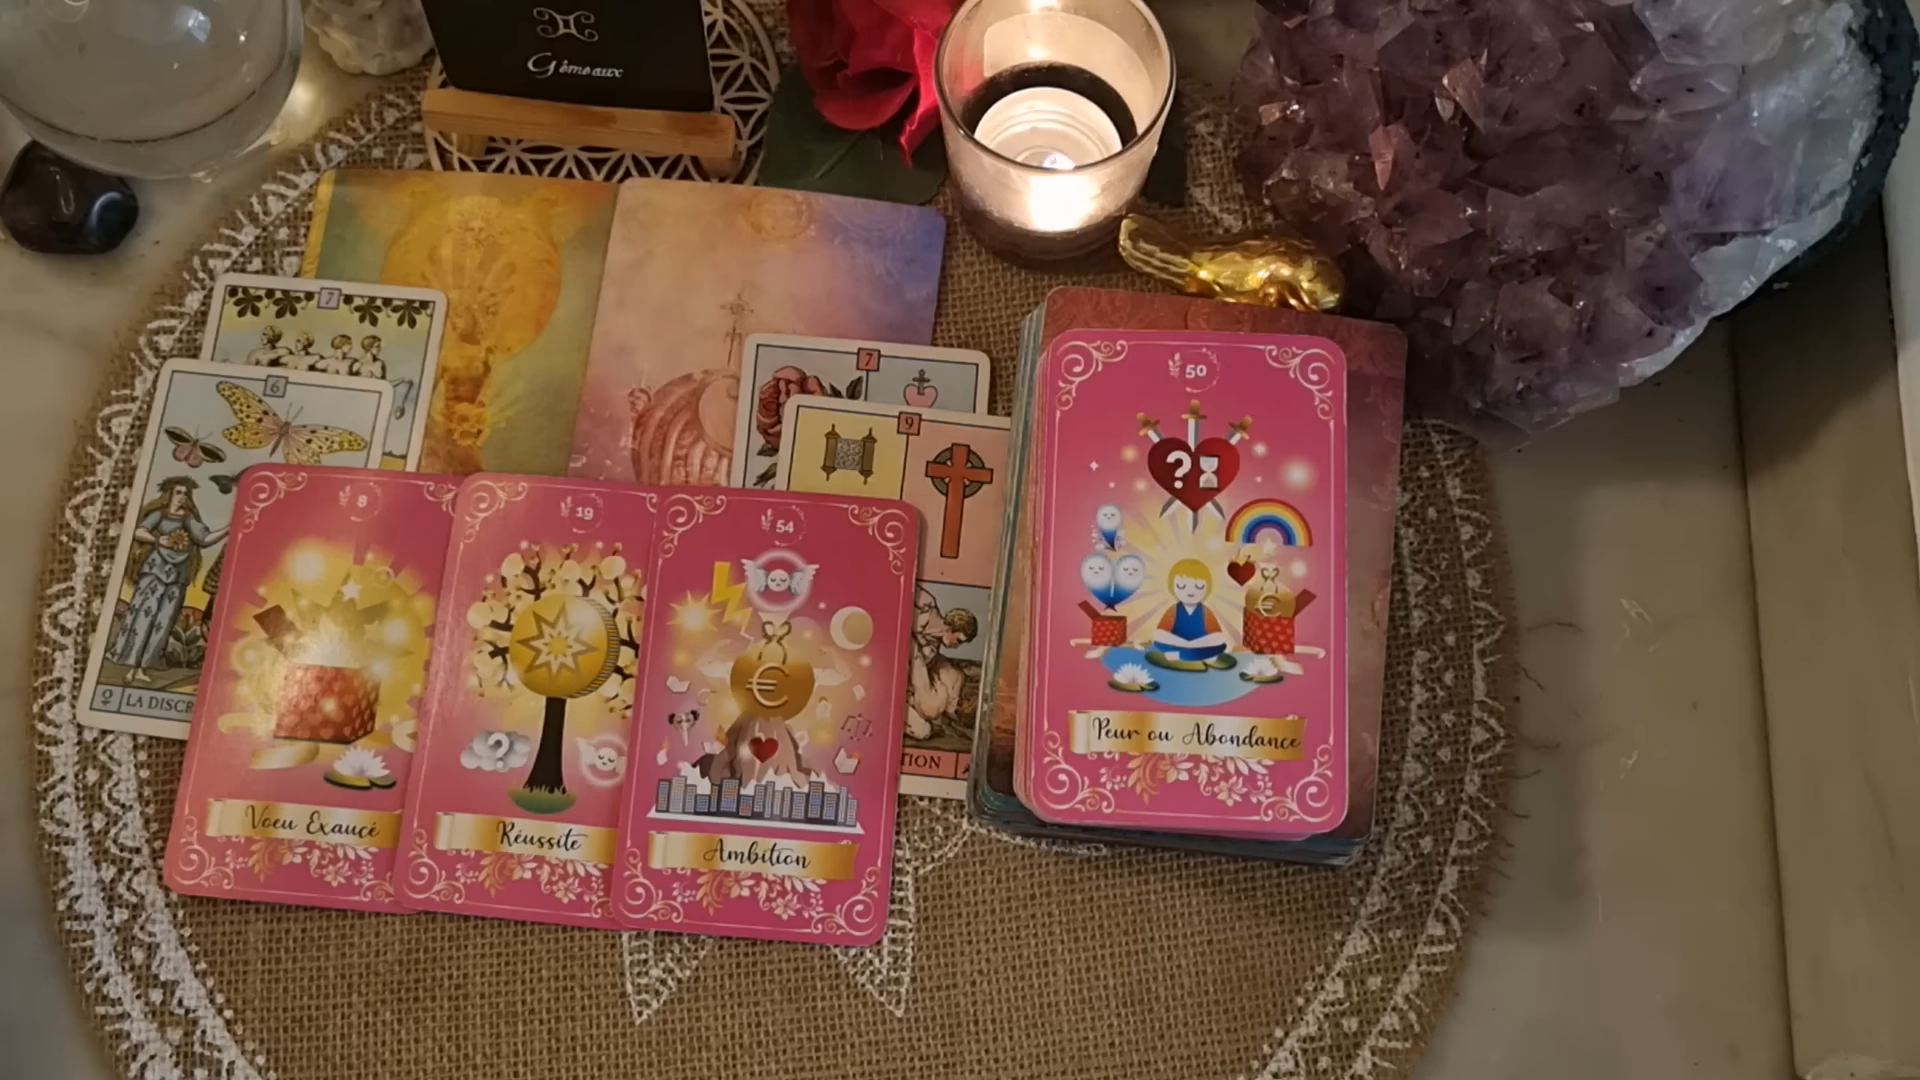 Gémeaux
7
6
7
9
50
8
19
54
?
€
?
€
LA DISCR
TION
Peur ou Abondance
Voeu Exaucé
Réussite
Ambition